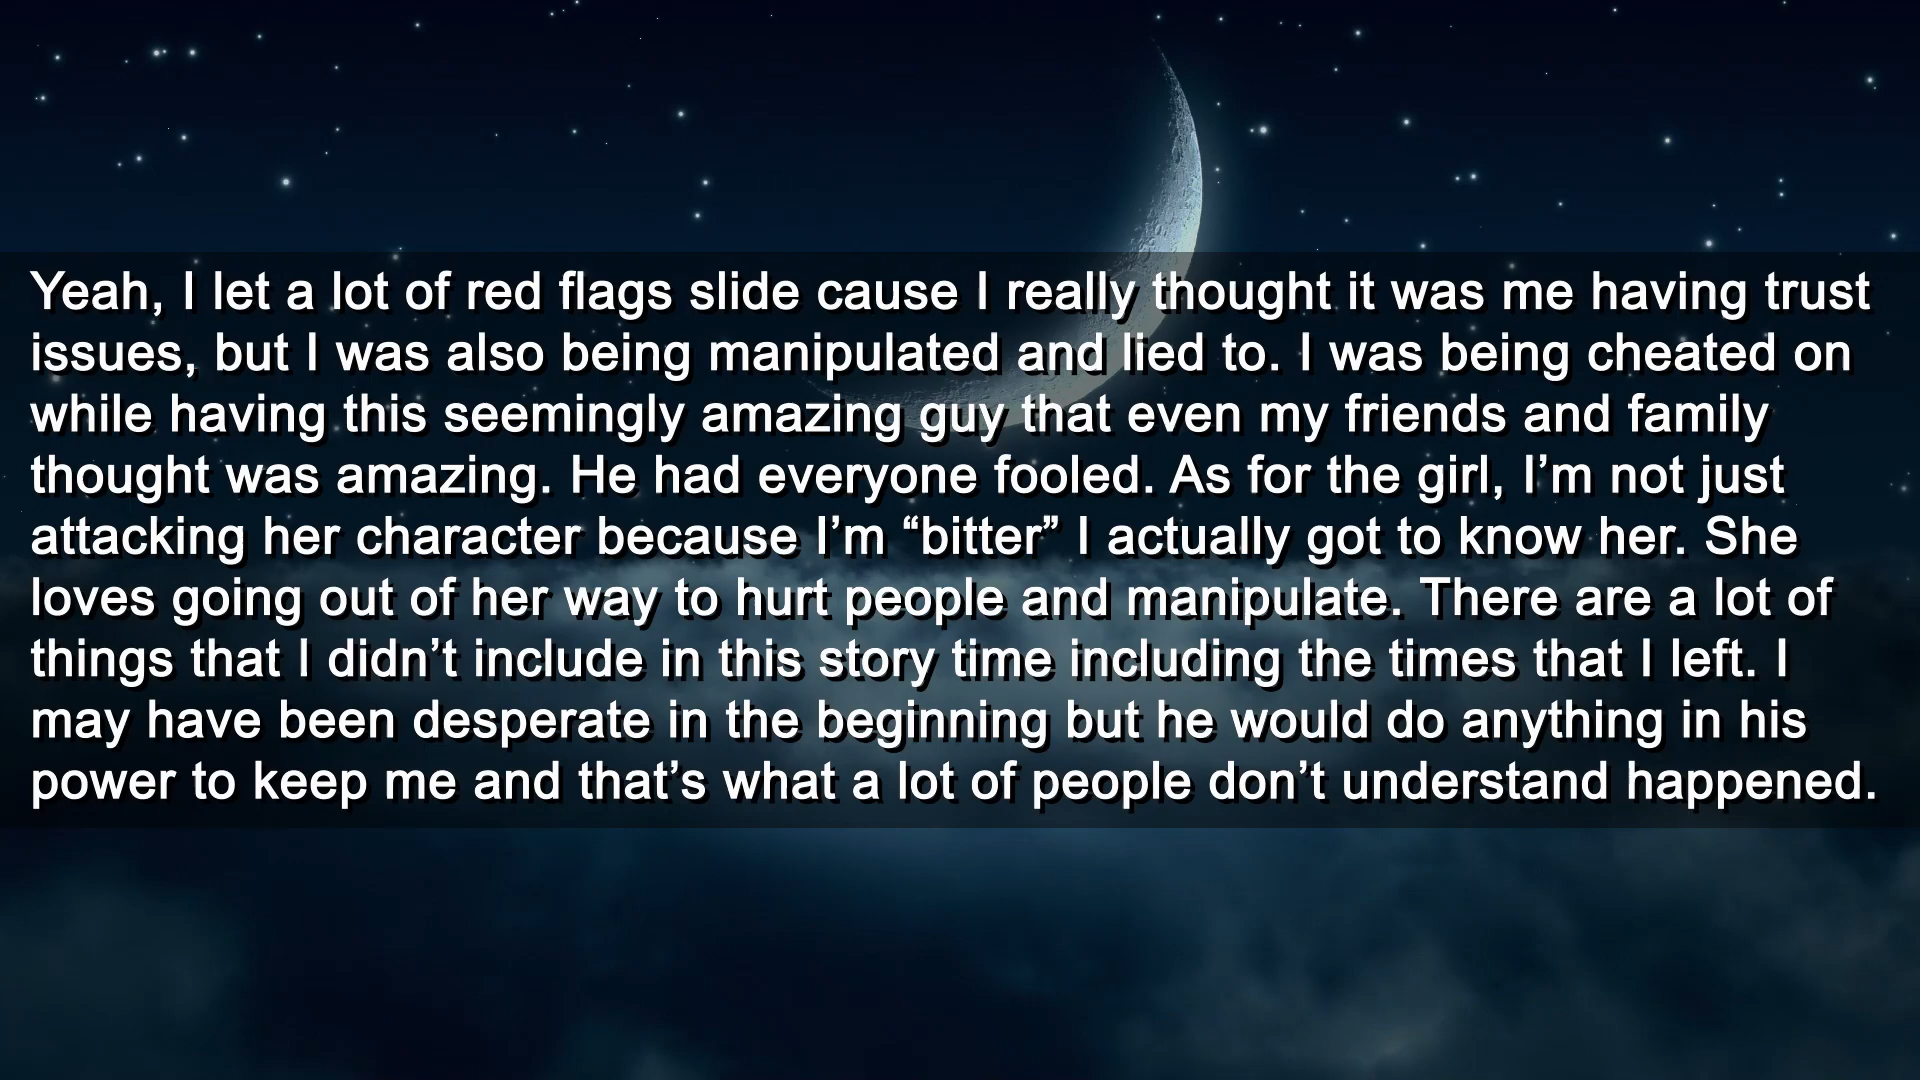 Yeah, I let a lot of red flags slide cause I really thought it was me having trust
issues, but I was also being manipulated and lied to. I was being cheated on
while having this seemingly amazing guy that even my friends and family
thought was amazing. He had everyone fooled. As for the girl, I’m not just
attacking her character because I’m “bitter” I actually got to know her. She
loves going out of her way to hurt people and manipulate. There are a lot of
things that I didn’t include in this story time including the times that I left. I
may have been desperate in the beginning but he would do anything in his
power to keep me and that’s what a lot of people don’t understand happened.